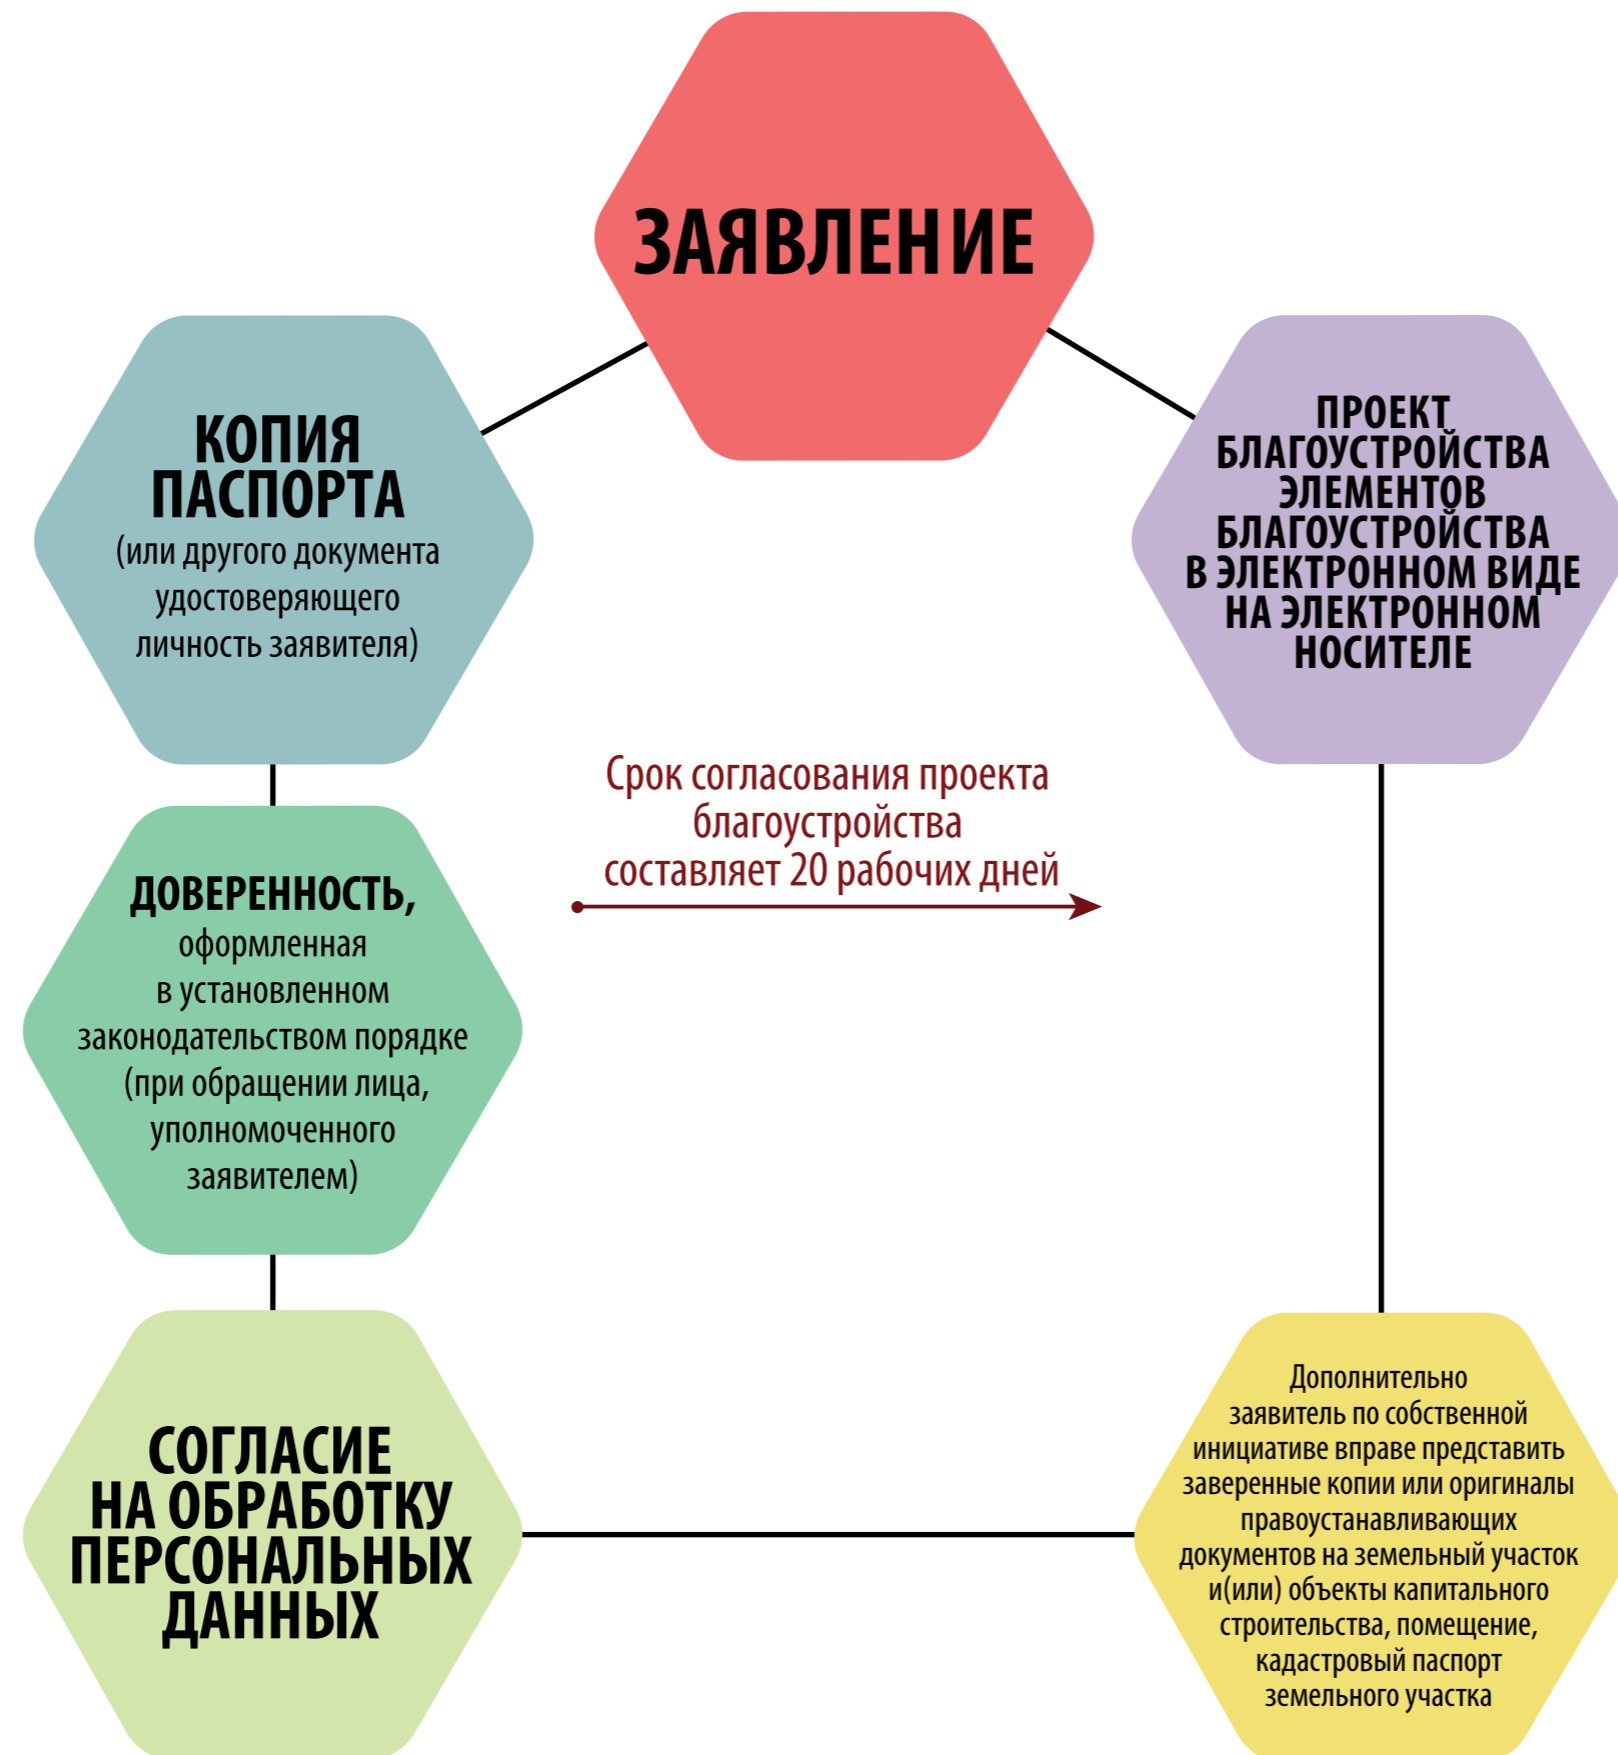 ЗАЯВЛЕНИЕ
КОПИЯ
ПАСПОРТА
(или другого документа
удостоверяющего
личность заявителя)
ПРОЕКТ
БЛАГОУСТРОЙСТВА
ЭЛЕМЕНТОВ
БЛАГОУСТРОЙСТВА
В ЭЛЕКТРОННОМ ВИДЕ
НА ЭЛЕКТРОННОМ
НОСИТЕЛЕ
Срок согласования проекта
благоустройства
составляет 20 рабочих дней
ДОВЕРЕННОСТЬ,
оформленная
в установленном
законодательством порядке
(при обращении лица,
уполномоченного
заявителем)
СОГЛАСИЕ
НА ОБРАБОТКУ
ПЕРСОНАЛЬНЫХ
ДАННЫХ
Дополнительно
заявитель по собственной
инициативе вправе представить
заверенные копии или оригиналы
правоустанавливающих
документов на земельный участок
и(или) объекты капитального
строительства, помещение,
кадастровый паспорт
земельного участка